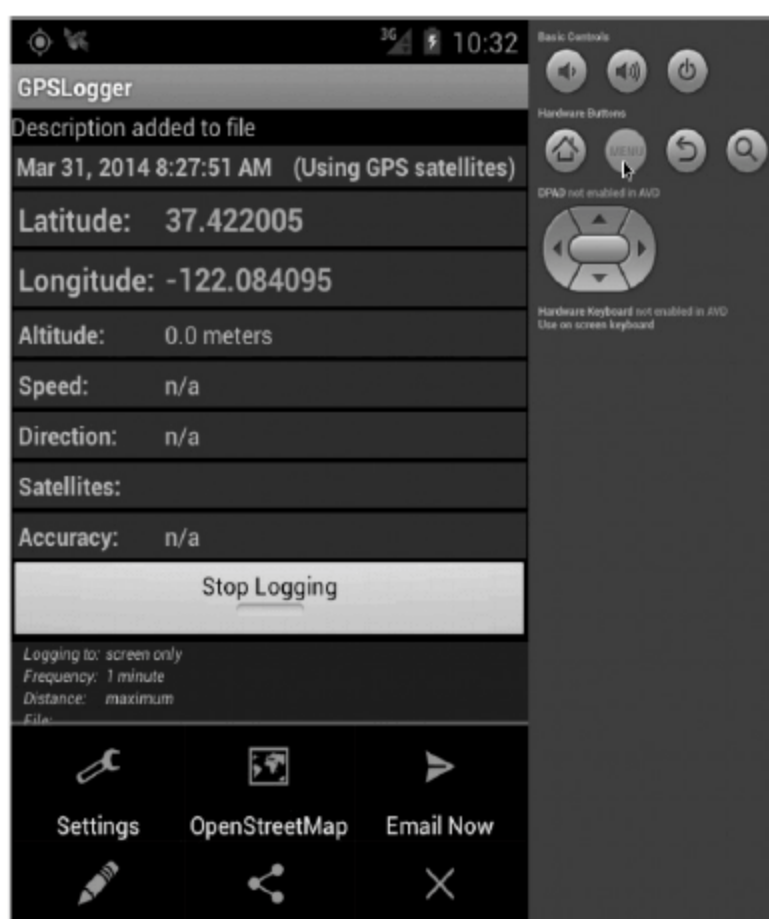 3G 10:32
GPSLogger
Description added to file
Mar 31, 2014 8:27:51 AM (Using GPS satellites)
Latitude: 37.422005
Longitude: -122.084095
Altitude: 0.0 meters
Speed: n/a
Direction: n/a
Satellites:
Accuracy: n/a
Stop Logging
Logging to: screen only
Frequency: 1 minute
Distance: maximum
File:
Settings OpenStreetMap Email Now
Basic Controls
Hardware Buttons
MENU
DPAD not enabled in AVD
Hardware Keyboard not enabled in AVD
Use on screen keyboard